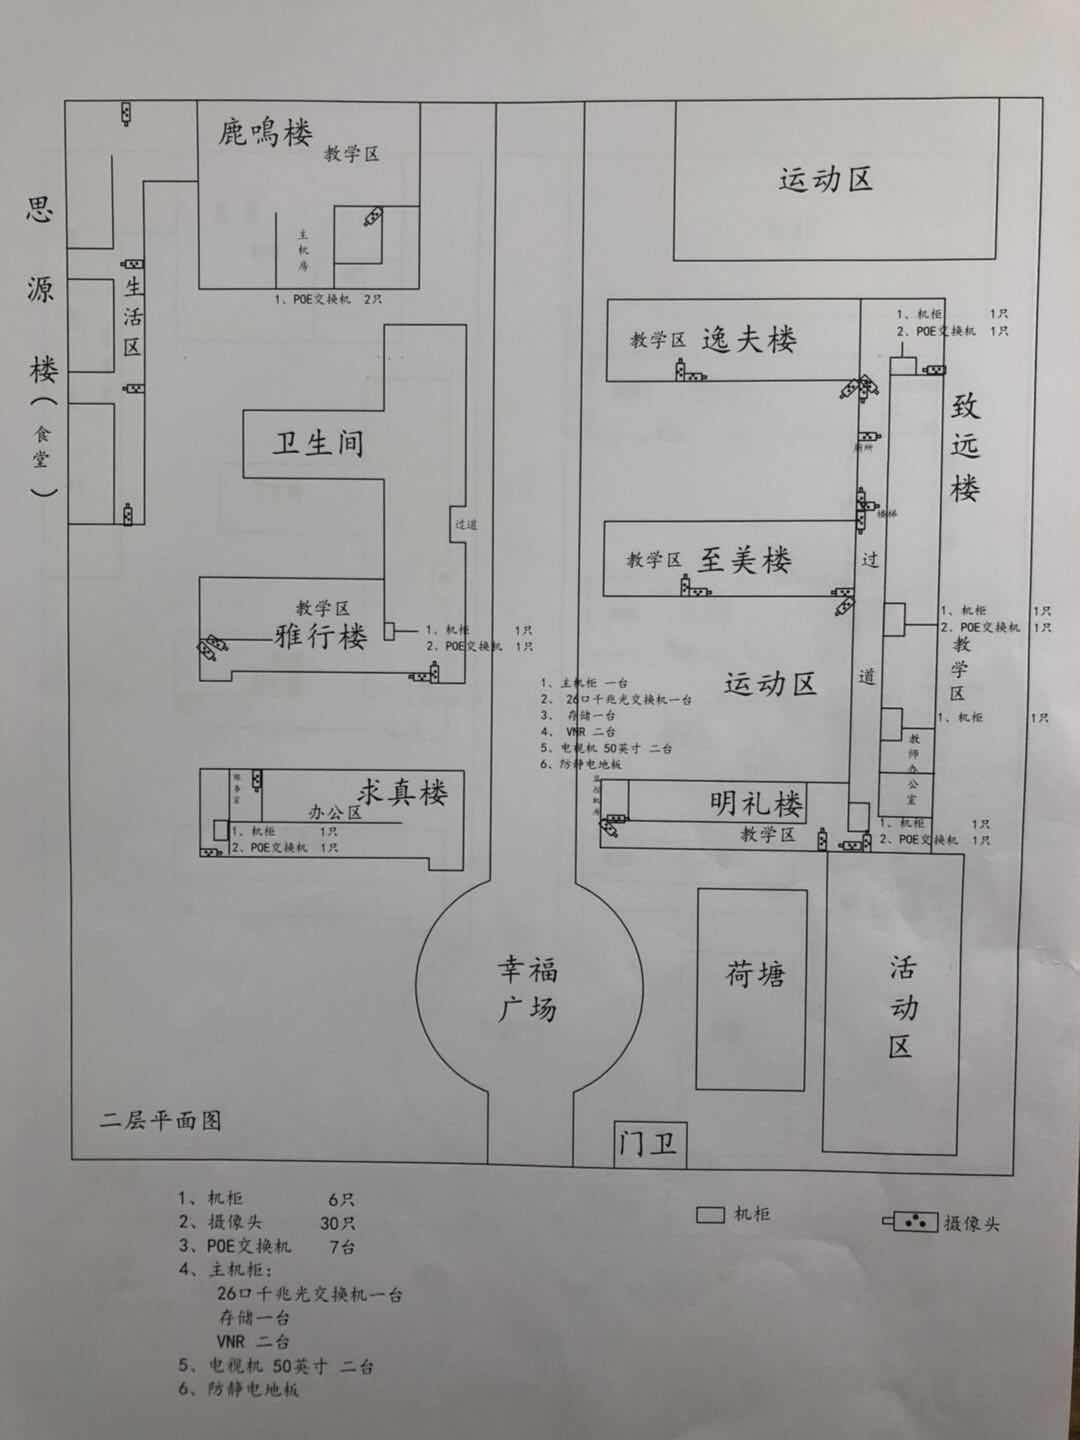 鹿鳴楼
教学区
主机房
1、POE交换机 2只
思源楼(食堂)
生活区
运动区
教学区 逸夫楼
1、机柜 1只
2、POE交换机 1只
致远楼
厕所
楼梯
卫生间
过道
教学区 至美楼
过道
教学区
雅行楼
1、机柜 1只
2、POE交换机 1只
1、机柜 1只
2、POE交换机 1只
教学区
1、机柜 1只
教师办公室
运动区
1、主机柜 一台
2、 26口千兆光交换机一台
3、 存储一台
4、 VNR 二台
5、电视机 50英寸 二台
6、防静电地板
求真楼
办公区
1、机柜 1只
2、POE交换机 1只
明礼楼
教学区
1、机柜 1只
2、POE交换机 1只
幸福
广场
荷塘
活动区
二层平面图
门卫
1、机柜 6只
2、摄像头 30只
3、POE交换机 7台
4、主机柜:
26口千兆光交换机一台
存储一台
VNR 二台
5、电视机 50英寸 二台
6、防静电地板
机柜
摄像头